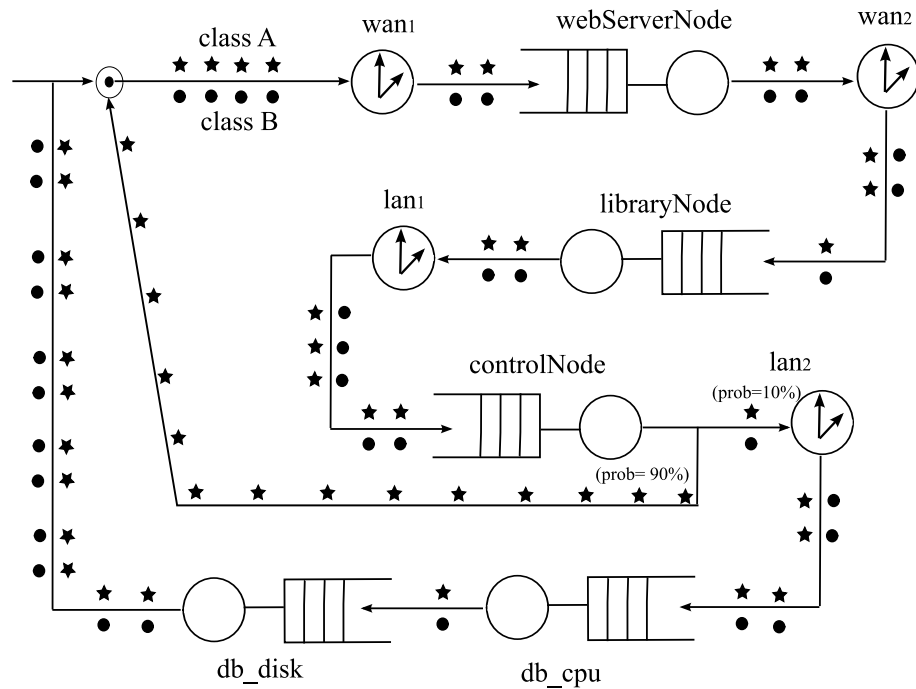 class A
class B
wan1
webServerNode
wan2
lan1
libraryNode
controlNode
lan2
(prob=10%)
(prob= 90%)
db_disk
db_cpu